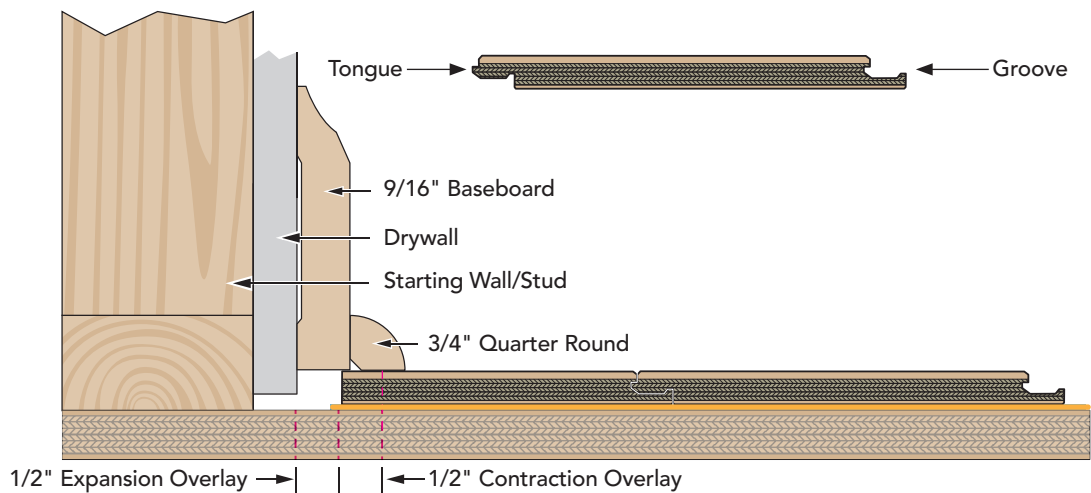 Tongue
Groove
9/16" Baseboard
Drywall
Starting Wall/Stud
3/4" Quarter Round
1/2" Expansion Overlay
1/2" Contraction Overlay